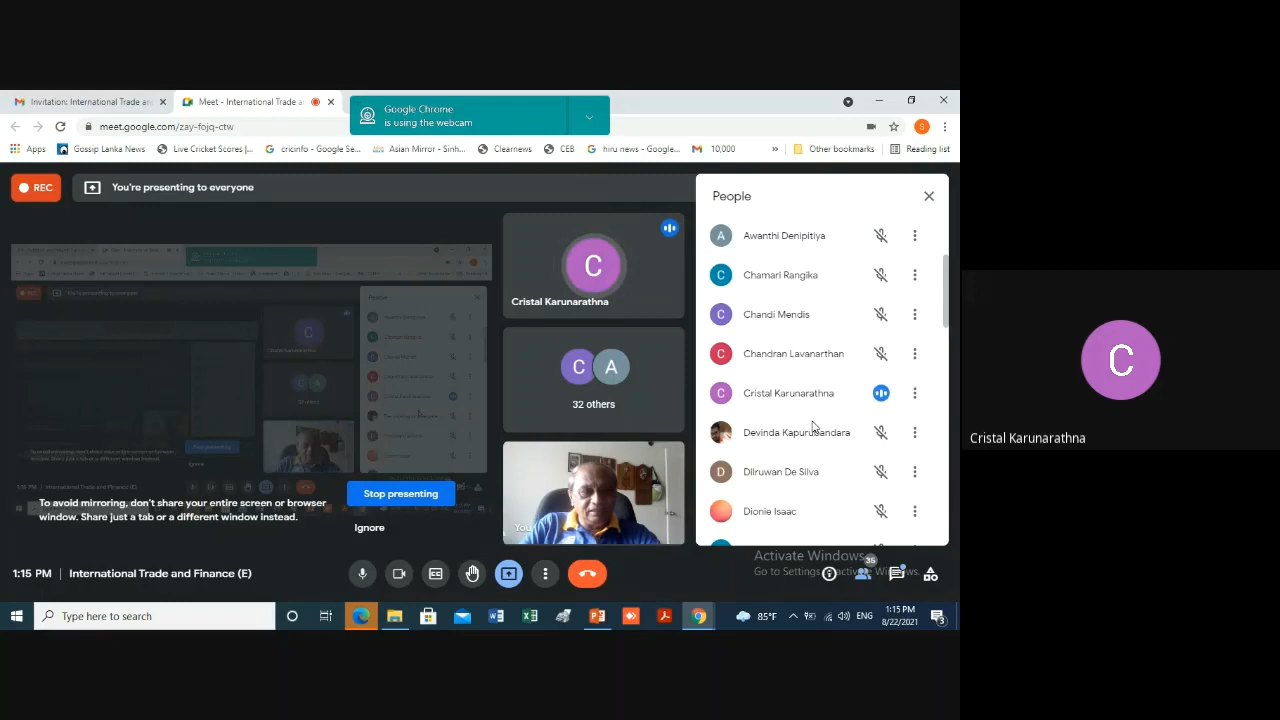 Invitation: International Trade an
Meet - International Trade a
Google Chrome
is using the webcam
meet.google.com/zay-fojq-ctw
S
Apps
Gossip Lanka News
Live Cricket Scores |...
cricinfo - Google Se...
Asian Mirror - Sinh...
Clearnews
CEB
hiru news - Google...
10,000
»
Other bookmarks
Reading list
REC
You're presenting to everyone
People
C
Cristal Karunarathna
C A
32 others
You
A Awanthi Denipitiya
C Chamari Rangika
C Chandi Mendis
C Chandran Lavanarthan
C Cristal Karunarathna
Devinda Kapurubandara
D Dilruwan De Silva
Dionie Isaac
To avoid mirroring, don't share your entire screen or browser
window. Share just a tab or a different window instead.
Stop presenting
Ignore
1:15 PM | International Trade and Finance (E)
Activate Windows
35
Type here to search
85°F
ENG
1:15 PM
8/22/2021
3
C
Cristal Karunarathna